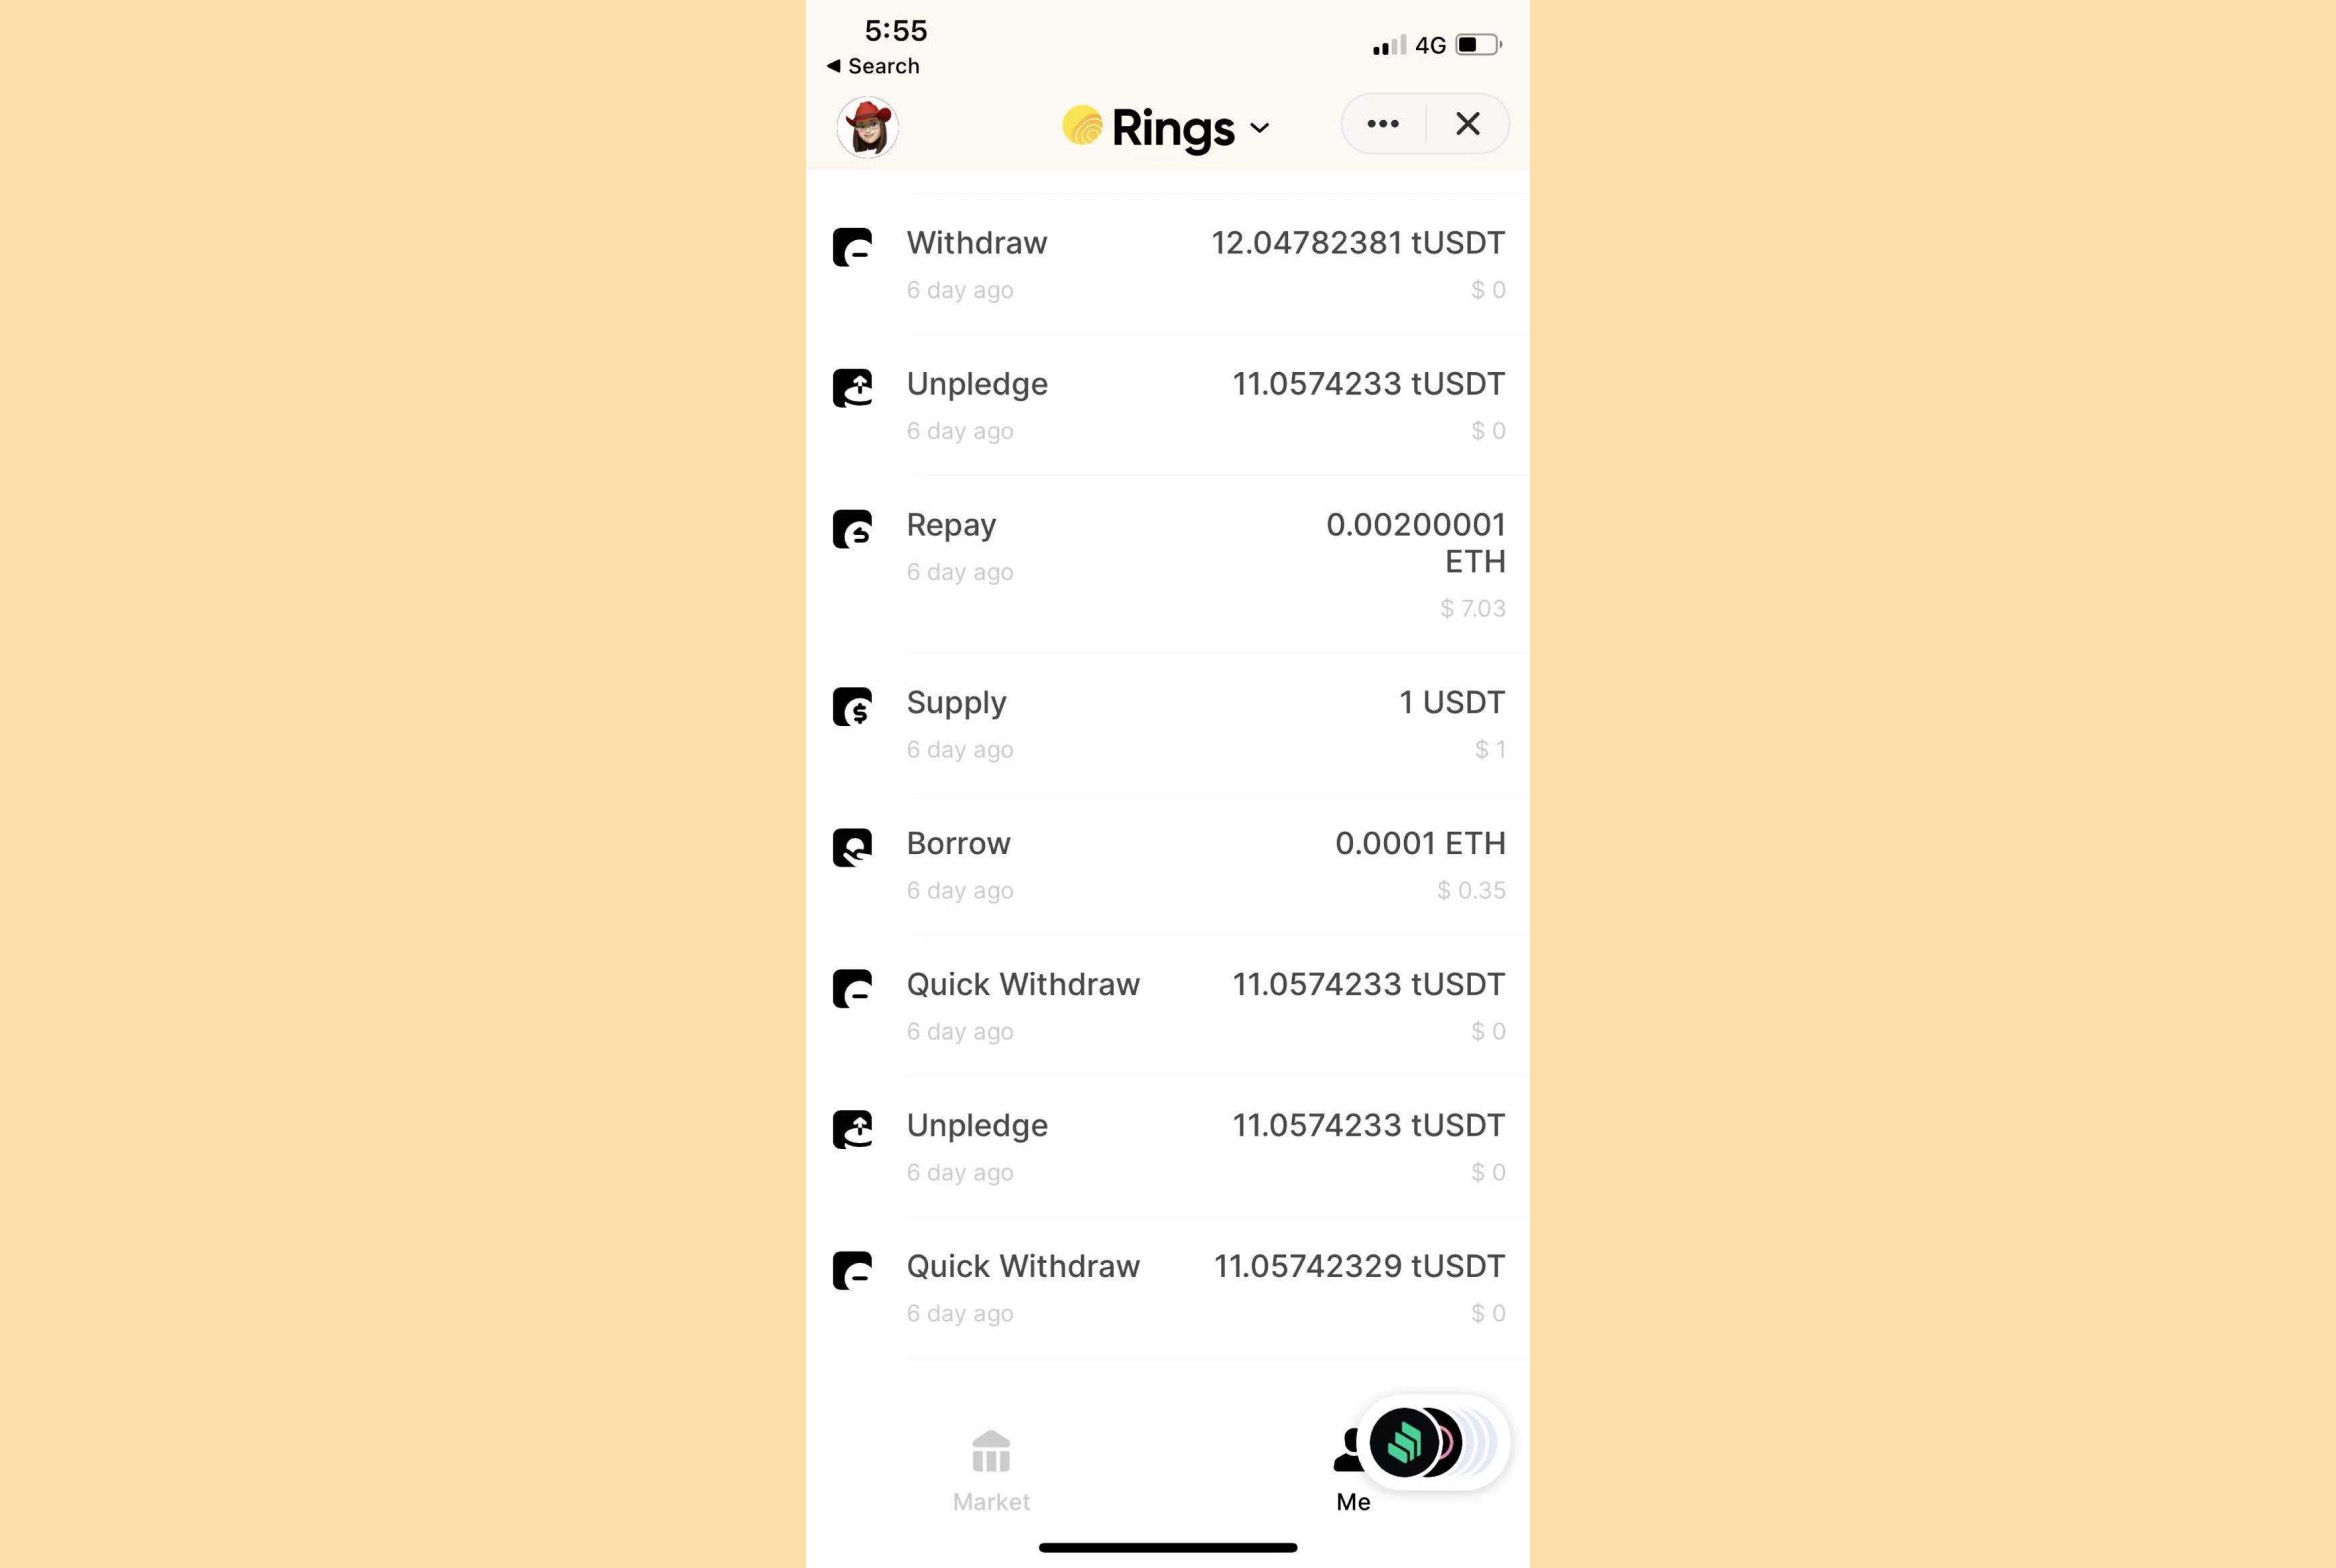 5:55
4G
◀ Search
Rings
Withdraw 12.04782381 tUSDT
6 day ago $ 0
Unpledge 11.0574233 tUSDT
6 day ago $ 0
Repay 0.00200001
ETH
6 day ago
$ 7.03
Supply 1 USDT
6 day ago $ 1
Borrow 0.0001 ETH
6 day ago $ 0.35
Quick Withdraw 11.0574233 tUSDT
6 day ago $ 0
Unpledge 11.0574233 tUSDT
6 day ago $ 0
Quick Withdraw 11.05742329 tUSDT
6 day ago $ 0
Market Me